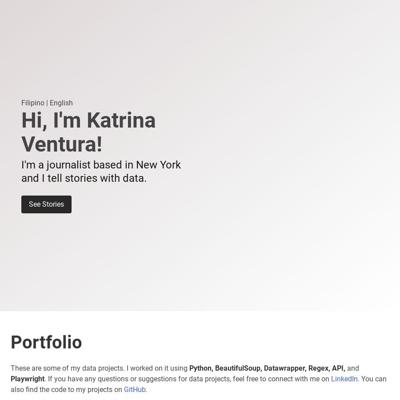 Filipino | English
Hi, I'm Katrina
Ventura!
I'm a journalist based in New York
and I tell stories with data.
See Stories
Portfolio
These are some of my data projects. I worked on it using Python, BeautifulSoup, Datawrapper, Regex, API, and
Playwright. If you have any questions or suggestions for data projects, feel free to connect with me on LinkedIn. You can
also find the code to my projects on GitHub.